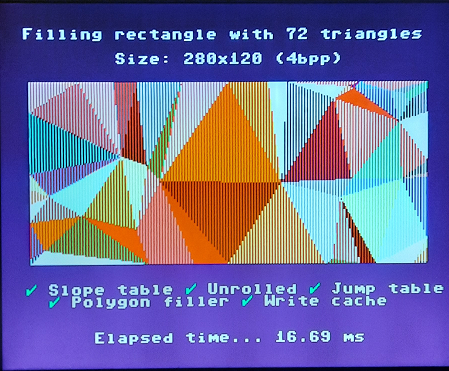 Filling rectangle with 72 triangles
Size: 280x120 (4bpp)
✓ Slope table ✓ Unrolled ✓ Jump table
✓ Polygon filler ✓ Write cache
Elapsed time... 16.69 ms